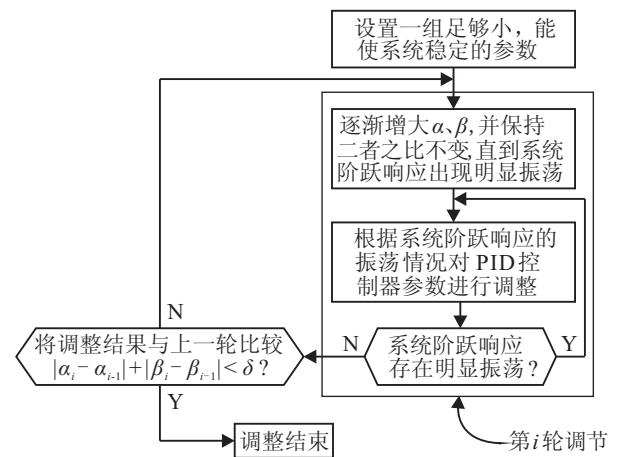 设置一组足够小，能
使系统稳定的参数
逐渐增大α、β,并保持
二者之比不变,直到系统
阶跃响应出现明显振荡
根据系统阶跃响应的
振荡情况对 PID控
制器参数进行调整
系统阶跃响应
存在明显振荡？
Y
N
N
将调整结果与上一轮比较
|αᵢ−αᵢ₋₁|+|βᵢ−βᵢ₋₁|<δ？
Y
调整结束
第i轮调节